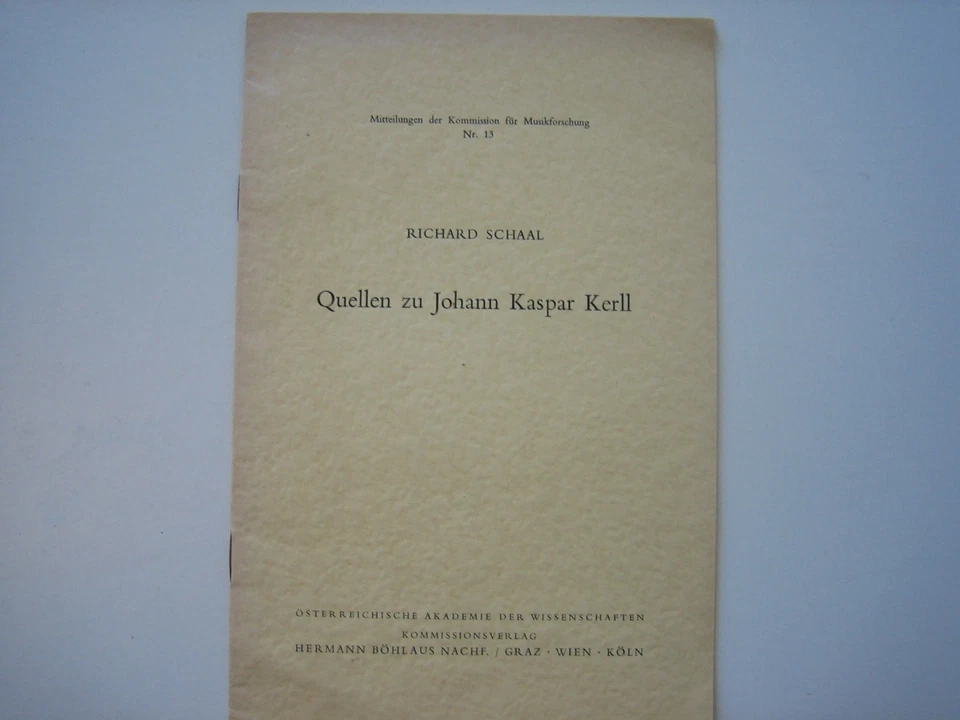 Mitteilungen der Kommission für Musikforschung
Nr. 13
RICHARD SCHAAL
Quellen zu Johann Kaspar Kerll
ÖSTERREICHISCHE AKADEMIE DER WISSENSCHAFTEN
KOMMISSIONSVERLAG
HERMANN BÖHLAUS NACHF. / GRAZ · WIEN · KÖLN